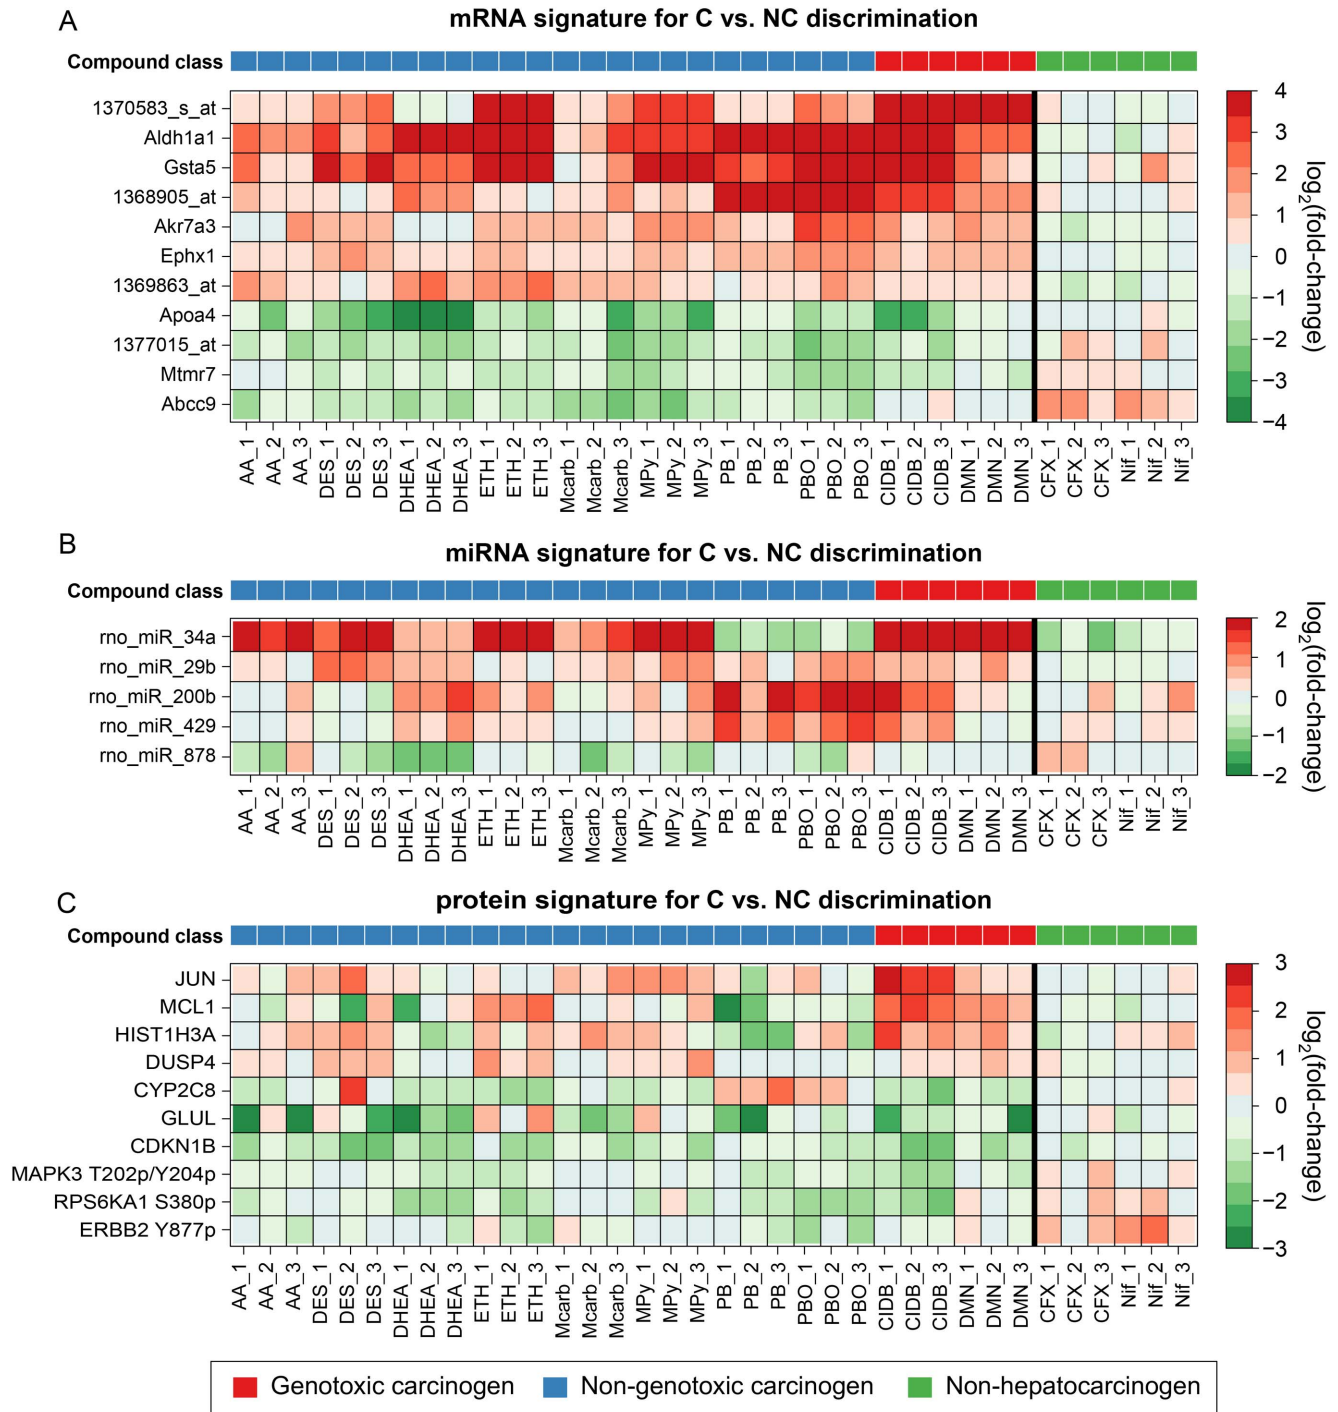 A
mRNA signature for C vs. NC discrimination
Compound class
1370583_s_at
Aldh1a1
Gsta5
1368905_at
Akr7a3
Ephx1
1369863_at
Apoa4
1377015_at
Mtmr7
Abcc9
4
3
2
1
0
−1
−2
−3
−4
log2(fold-change)
AA_1
AA_2
AA_3
DES_1
DES_2
DES_3
DHEA_1
DHEA_2
DHEA_3
ETH_1
ETH_2
ETH_3
Mcarb_1
Mcarb_2
Mcarb_3
MPy_1
MPy_2
MPy_3
PB_1
PB_2
PB_3
PBO_1
PBO_2
PBO_3
CIDB_1
CIDB_2
CIDB_3
DMN_1
DMN_2
DMN_3
CFX_1
CFX_2
CFX_3
Nif_1
Nif_2
Nif_3
B
miRNA signature for C vs. NC discrimination
Compound class
rno_miR_34a
rno_miR_29b
rno_miR_200b
rno_miR_429
rno_miR_878
2
1
0
−1
−2
log2(fold-change)
AA_1
AA_2
AA_3
DES_1
DES_2
DES_3
DHEA_1
DHEA_2
DHEA_3
ETH_1
ETH_2
ETH_3
Mcarb_1
Mcarb_2
Mcarb_3
MPy_1
MPy_2
MPy_3
PB_1
PB_2
PB_3
PBO_1
PBO_2
PBO_3
CIDB_1
CIDB_2
CIDB_3
DMN_1
DMN_2
DMN_3
CFX_1
CFX_2
CFX_3
Nif_1
Nif_2
Nif_3
C
protein signature for C vs. NC discrimination
Compound class
JUN
MCL1
HIST1H3A
DUSP4
CYP2C8
GLUL
CDKN1B
MAPK3 T202p/Y204p
RPS6KA1 S380p
ERBB2 Y877p
3
2
1
0
−1
−2
−3
log2(fold-change)
AA_1
AA_2
AA_3
DES_1
DES_2
DES_3
DHEA_1
DHEA_2
DHEA_3
ETH_1
ETH_2
ETH_3
Mcarb_1
Mcarb_2
Mcarb_3
MPy_1
MPy_2
MPy_3
PB_1
PB_2
PB_3
PBO_1
PBO_2
PBO_3
CIDB_1
CIDB_2
CIDB_3
DMN_1
DMN_2
DMN_3
CFX_1
CFX_2
CFX_3
Nif_1
Nif_2
Nif_3
Genotoxic carcinogen
Non-genotoxic carcinogen
Non-hepatocarcinogen